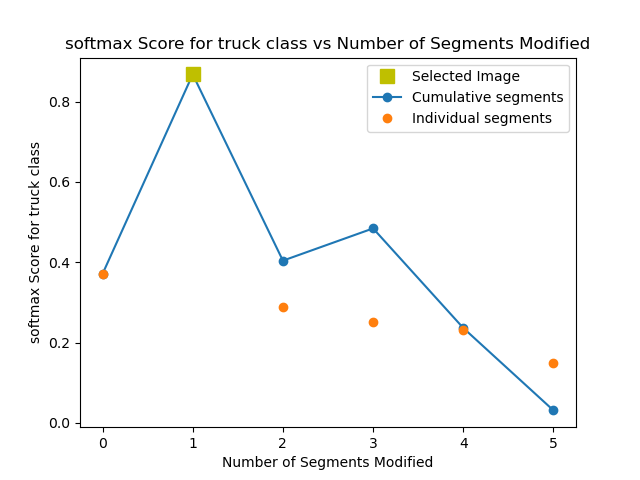 softmax Score for truck class vs Number of Segments Modified
Selected Image
Cumulative segments
Individual segments
softmax Score for truck class
0.8
0.6
0.4
0.2
0.0
0 1 2 3 4 5
Number of Segments Modified